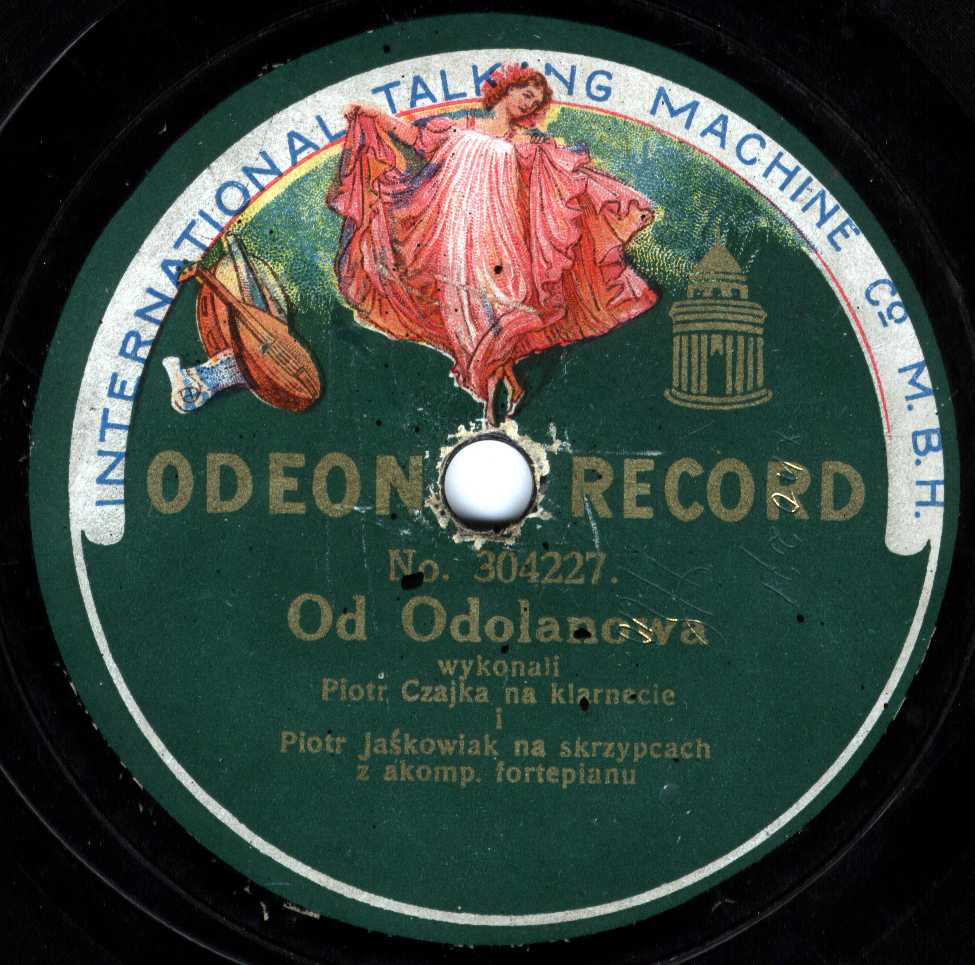 INTERNATIONAL TALKING MACHINE Co M.B.H.
ODEON RECORD
No. 304227.
Od Odolanowa
wykonali
Piotr Czajka na klarnecie
i
Piotr Jaśkowiak na skrzypcach
z akomp. fortepianu